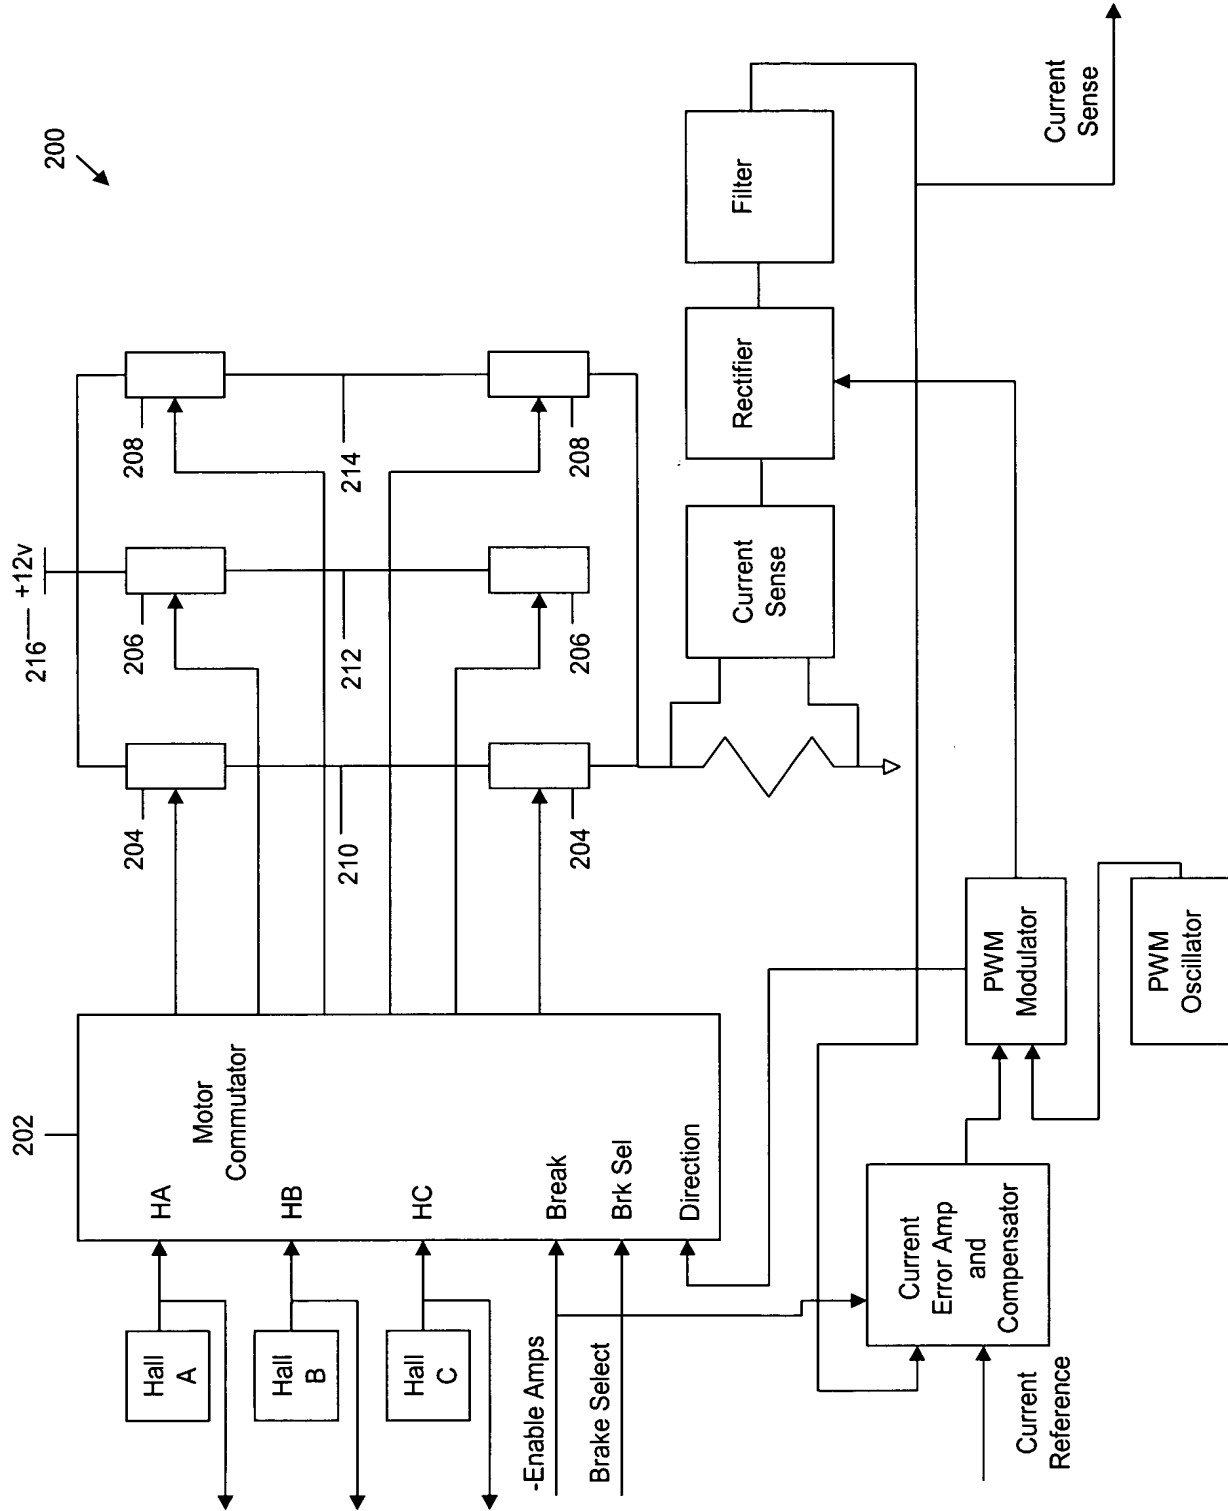 200
216
+12v
202
204
206
208
210
212
214
204
206
208
Motor
Commutator
HA
HB
HC
Break
Brk Sel
Direction
Hall
A
Hall
B
Hall
C
-Enable Amps
Brake Select
Current
Sense
Rectifier
Filter
Current
Sense
Current
Error Amp
and
Compensator
Current
Reference
PWM
Modulator
PWM
Oscillator